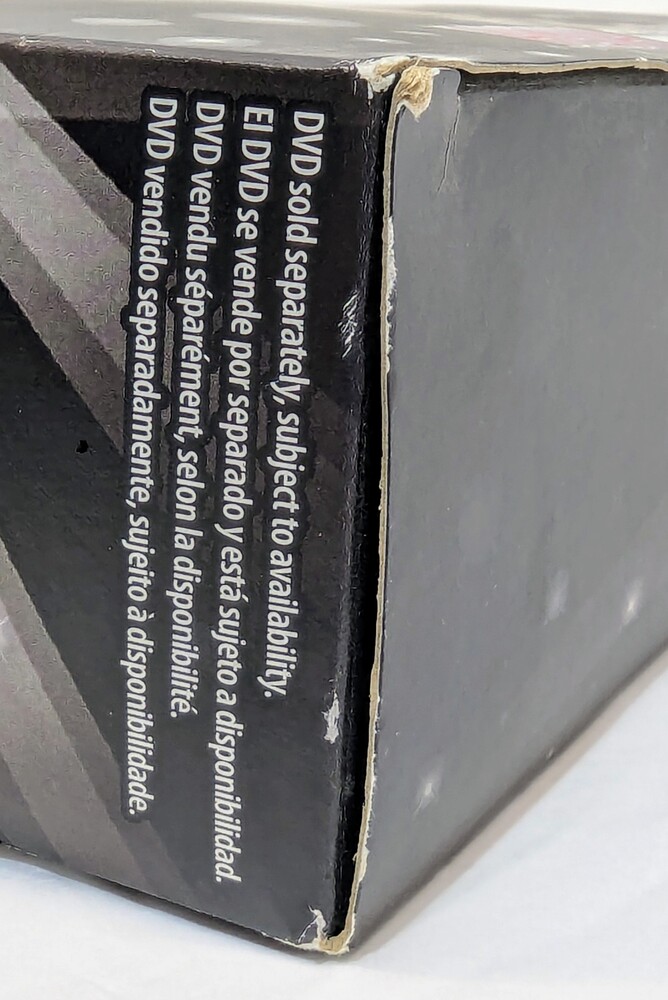 DVD sold separately, subject to availability.
El DVD se vende por separado y está sujeto a disponibilidad.
DVD vendu séparément, selon la disponibilité.
DVD vendido separadamente, sujeito à disponibilidade.